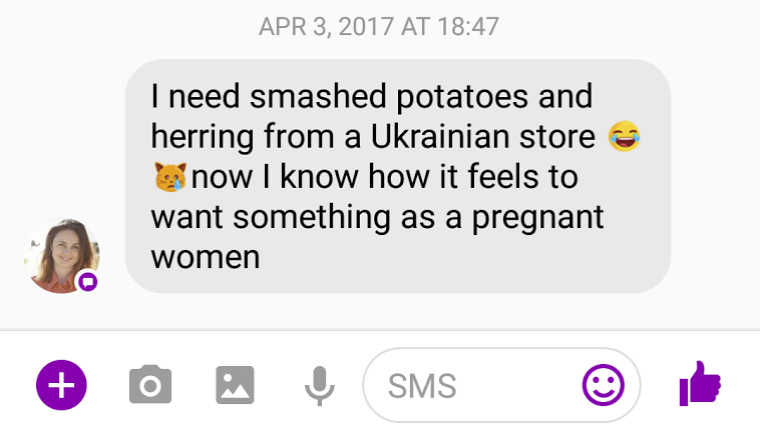 APR 3, 2017 AT 18:47
I need smashed potatoes and
herring from a Ukrainian store 😂
😿now I know how it feels to
want something as a pregnant
women
SMS